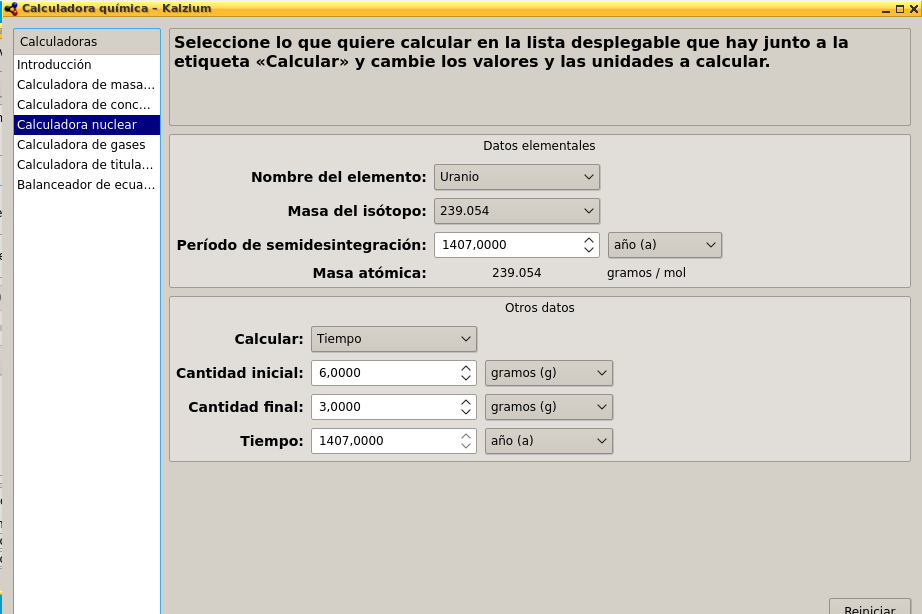 Calculadora química – Kalzium
Calculadoras
Introducción
Calculadora de masa...
Calculadora de conc...
Calculadora nuclear
Calculadora de gases
Calculadora de titula...
Balanceador de ecua...
Seleccione lo que quiere calcular en la lista desplegable que hay junto a la
etiqueta «Calcular» y cambie los valores y las unidades a calcular.
Datos elementales
Nombre del elemento: Uranio
Masa del isótopo: 239.054
Período de semidesintegración: 1407,0000 año (a)
Masa atómica: 239.054 gramos / mol
Otros datos
Calcular: Tiempo
Cantidad inicial: 6,0000 gramos (g)
Cantidad final: 3,0000 gramos (g)
Tiempo: 1407,0000 año (a)
Reiniciar